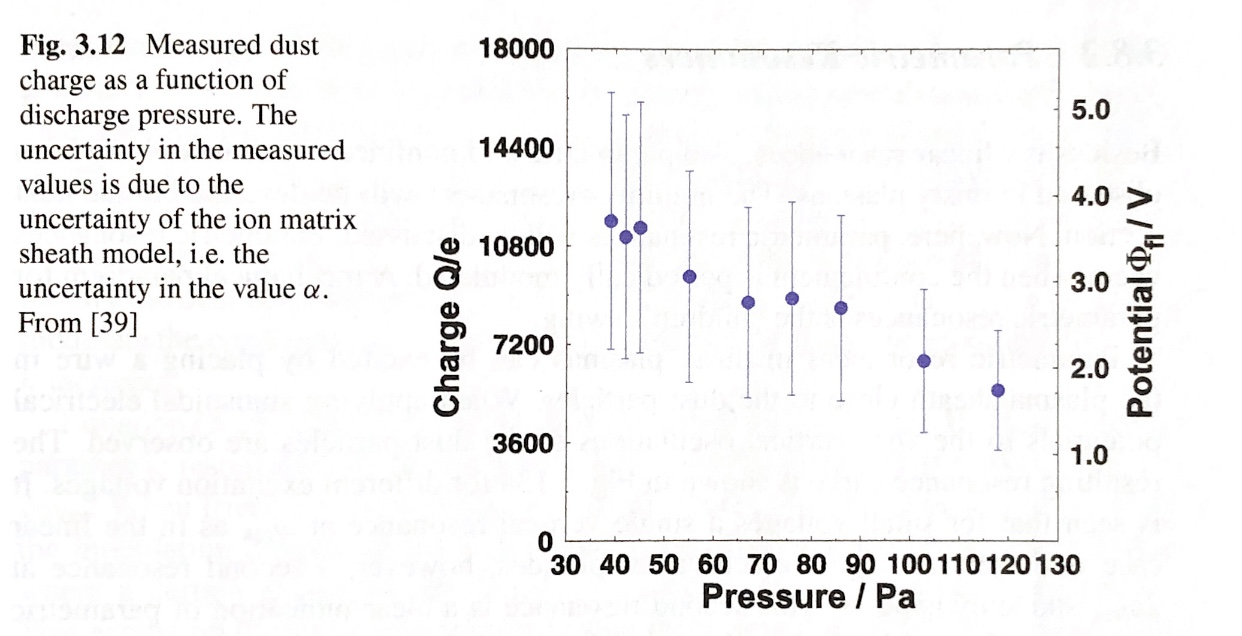 Fig. 3.12 Measured dust
charge as a function of
discharge pressure. The
uncertainty in the measured
values is due to the
uncertainty of the ion matrix
sheath model, i.e. the
uncertainty in the value α.
From [39]
18000
14400
10800
7200
3600
0
Charge Q/e
30 40 50 60 70 80 90 100 110 120 130
Pressure / Pa
5.0
4.0
3.0
2.0
1.0
Potential Φfl / V